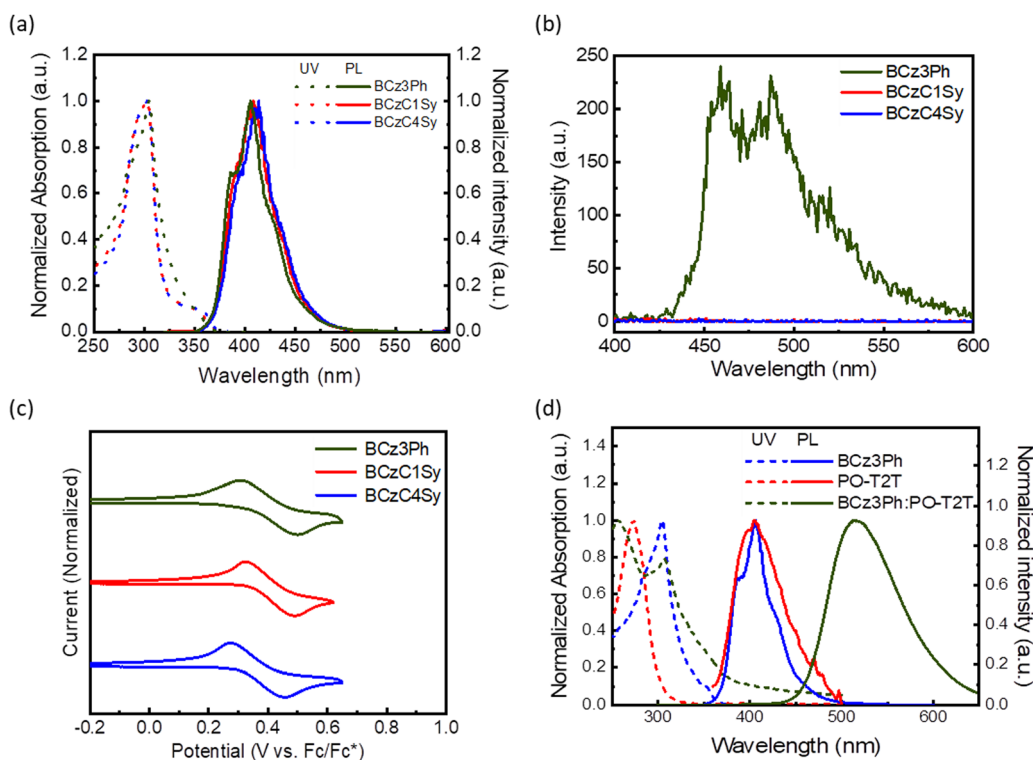 (a)
Normalized Absorption (a.u.)
1.2
1.0
0.8
0.6
0.4
0.2
0.0
UV PL
BCz3Ph
BCzC1Sy
BCzC4Sy
1.2
1.0
0.8
0.6
0.4
0.2
0.0
Normalized intensity (a.u.)
250 300 350 400 450 500 550 600
Wavelength (nm)
(b)
Intensity (a.u.)
250
200
150
100
50
0
BCz3Ph
BCzC1Sy
BCzC4Sy
400 450 500 550 600
Wavelength (nm)
(c)
Current (Normalized)
BCz3Ph
BCzC1Sy
BCzC4Sy
-0.2 0.0 0.2 0.4 0.6 0.8 1.0
Potential (V vs. Fc/Fc*)
(d)
Normalized Absorption (a.u.)
1.4
1.2
1.0
0.8
0.6
0.4
0.2
0.0
UV PL
BCz3Ph
PO-T2T
BCz3Ph:PO-T2T
1.2
1.0
0.8
0.6
0.4
0.2
0.0
Normalized intensity (a.u.)
300 400 500 600
Wavelength (nm)